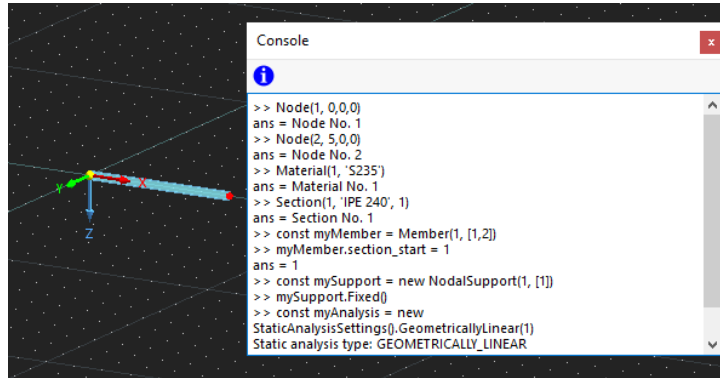 Console
x
i
>> Node(1, 0,0,0)
ans = Node No. 1
>> Node(2, 5,0,0)
ans = Node No. 2
>> Material(1, 'S235')
ans = Material No. 1
>> Section(1, 'IPE 240', 1)
ans = Section No. 1
>> const myMember = Member(1, [1,2])
>> myMember.section_start = 1
ans = 1
>> const mySupport = new NodalSupport(1, [1])
>> mySupport.Fixed()
>> const myAnalysis = new
StaticAnalysisSettings().GeometricallyLinear(1)
Static analysis type: GEOMETRICALLY_LINEAR
Y
X
Z